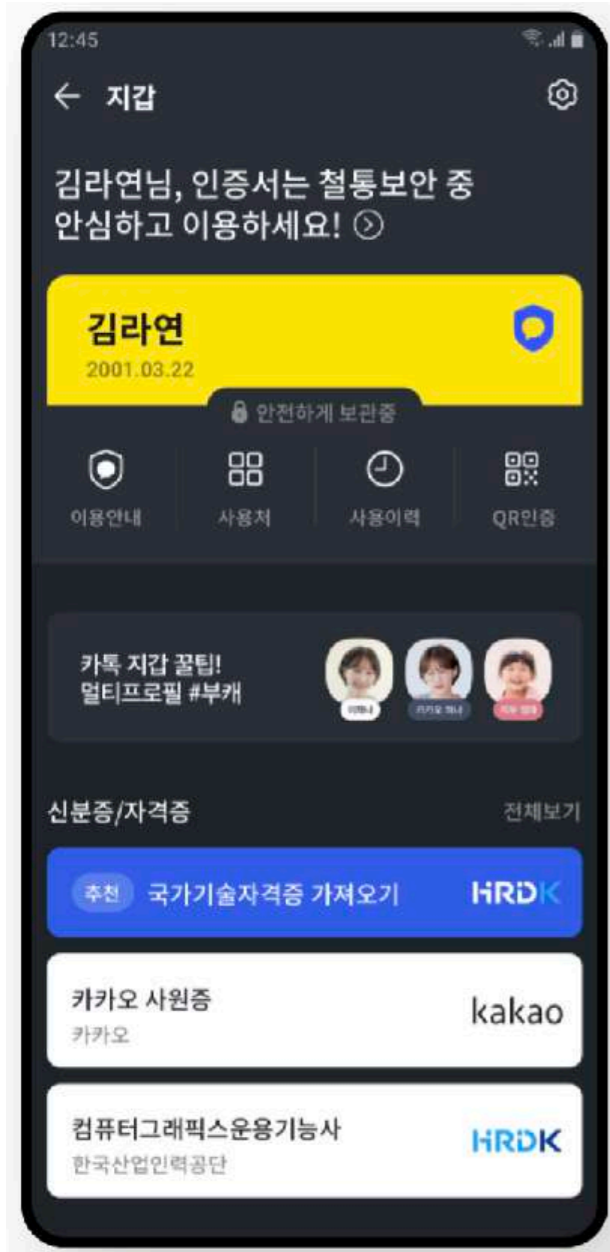 12:45
지갑
김라연님, 인증서는 철통보안 중
안심하고 이용하세요!
김라연
2001.03.22
안전하게 보관중
이용안내
사용처
사용이력
QR인증
카톡 지갑 꿀팁!
멀티프로필 #부캐
신분증/자격증
전체보기
추천 국가기술자격증 가져오기 HRDK
카카오 사원증
카카오
kakao
컴퓨터그래픽스운용기능사
한국산업인력공단
HRDK